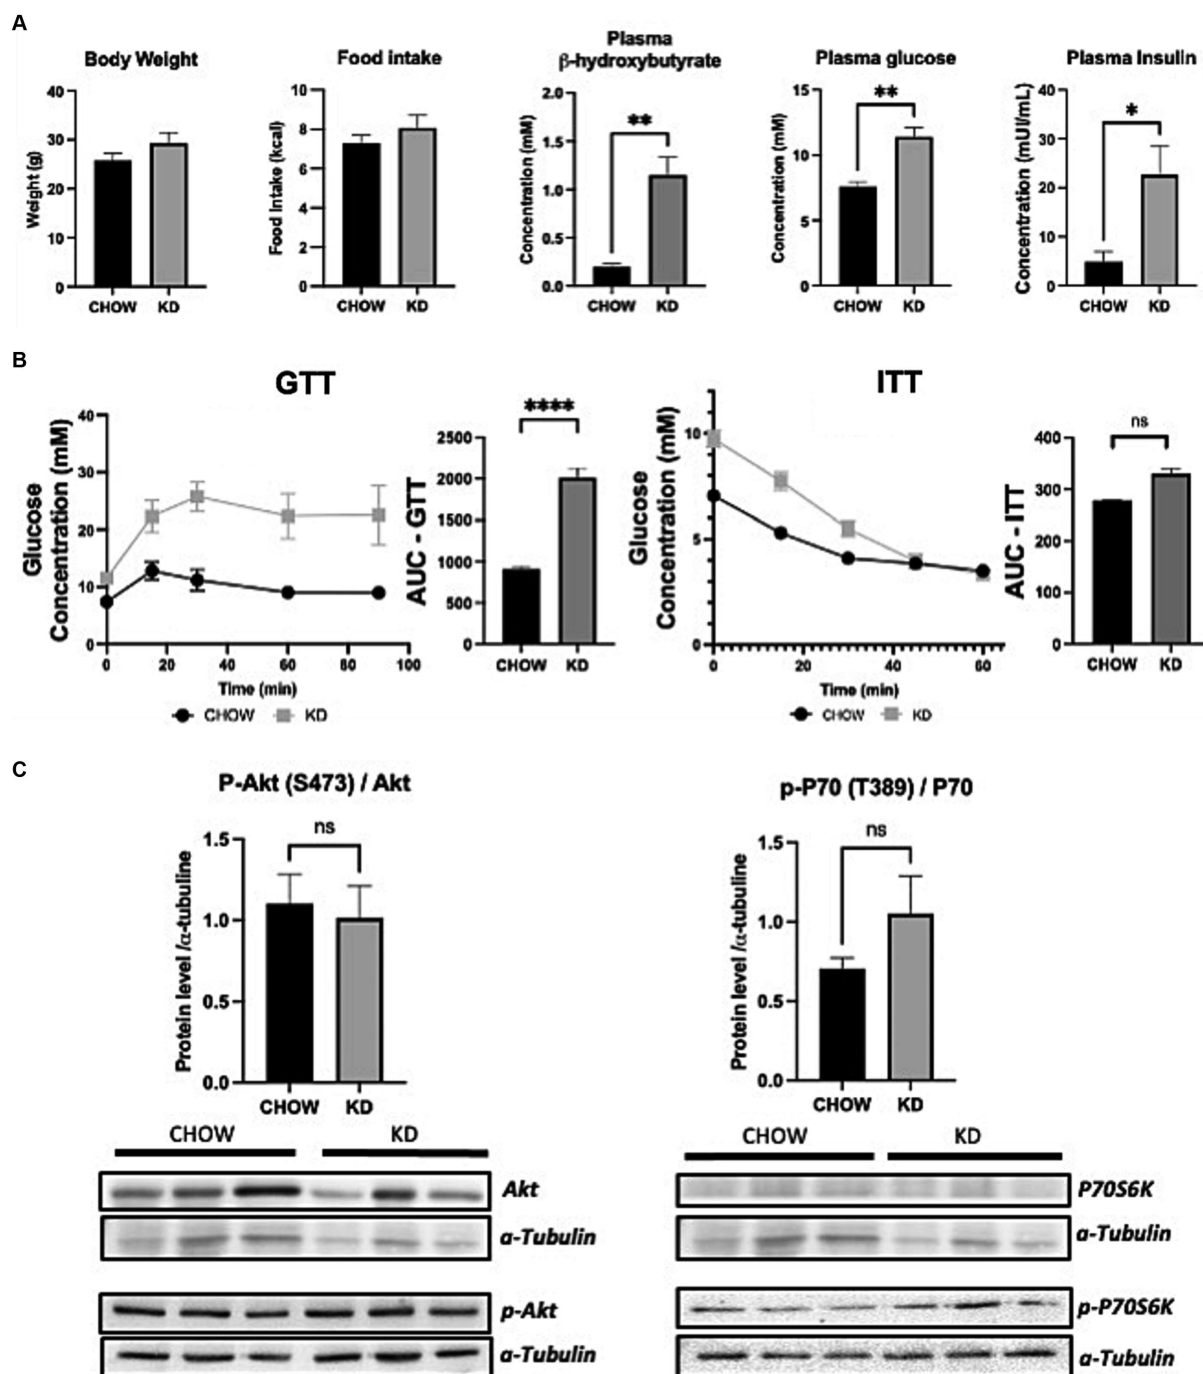 A
Body Weight
Food intake
Plasma
β-hydroxybutyrate
Plasma glucose
Plasma Insulin
Weight (g)
40
30
20
10
0
CHOW KD
Food Intake (kcal)
10
8
6
4
2
0
CHOW KD
Concentration (mM)
2.0
1.5
1.0
0.5
0.0
**
CHOW KD
Concentration (mM)
15
10
5
0
**
CHOW KD
Concentration (mUI/mL)
40
30
20
10
0
*
CHOW KD
B
GTT
Glucose
Concentration (mM)
40
30
20
10
0
0 20 40 60 80 100
Time (min)
CHOW KD
AUC - GTT
2500
2000
1500
1000
500
0
****
CHOW KD
ITT
Glucose
Concentration (mM)
10
5
0
0 20 40 60
Time (min)
CHOW KD
AUC - ITT
400
300
200
100
0
ns
CHOW KD
C
P-Akt (S473) / Akt
Protein level /α-tubuline
1.5
1.0
0.5
0.0
ns
CHOW KD
p-P70 (T389) / P70
Protein level /α-tubuline
1.5
1.0
0.5
0.0
ns
CHOW KD
CHOW KD
Akt
α-Tubulin
p-Akt
α-Tubulin
CHOW KD
P70S6K
α-Tubulin
p-P70S6K
α-Tubulin